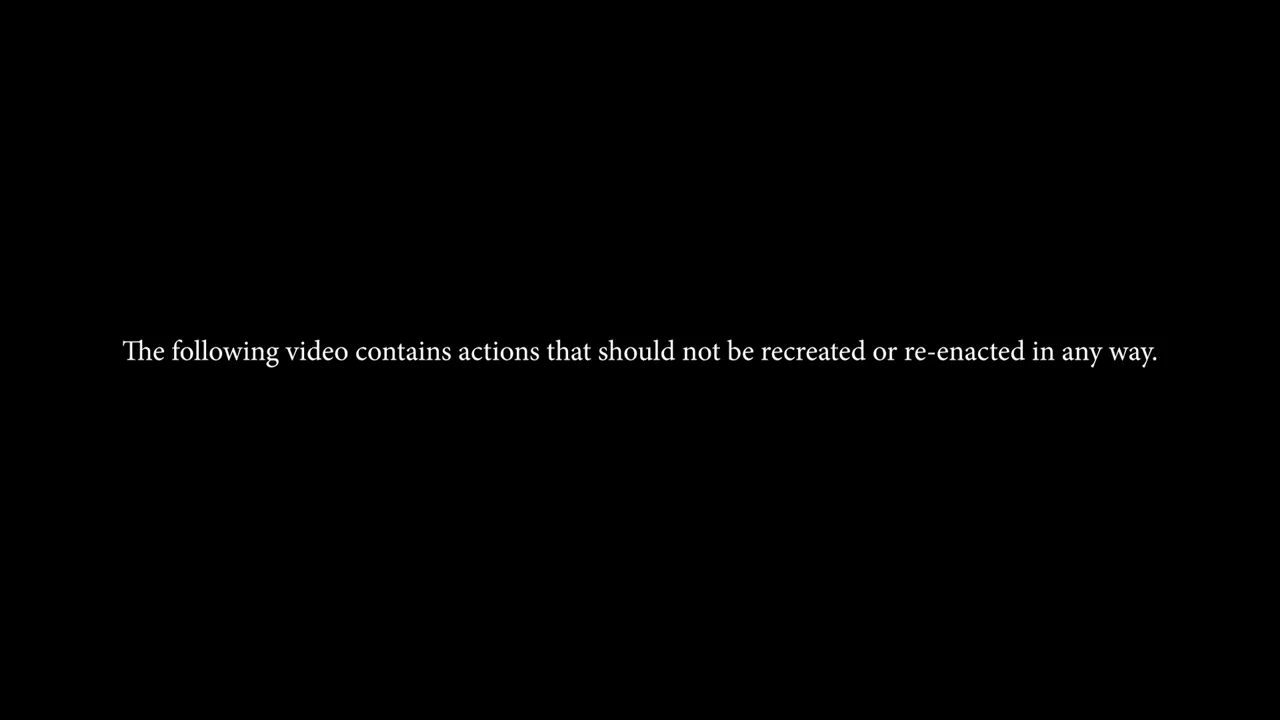 The following video contains actions that should not be recreated or re-enacted in any way.